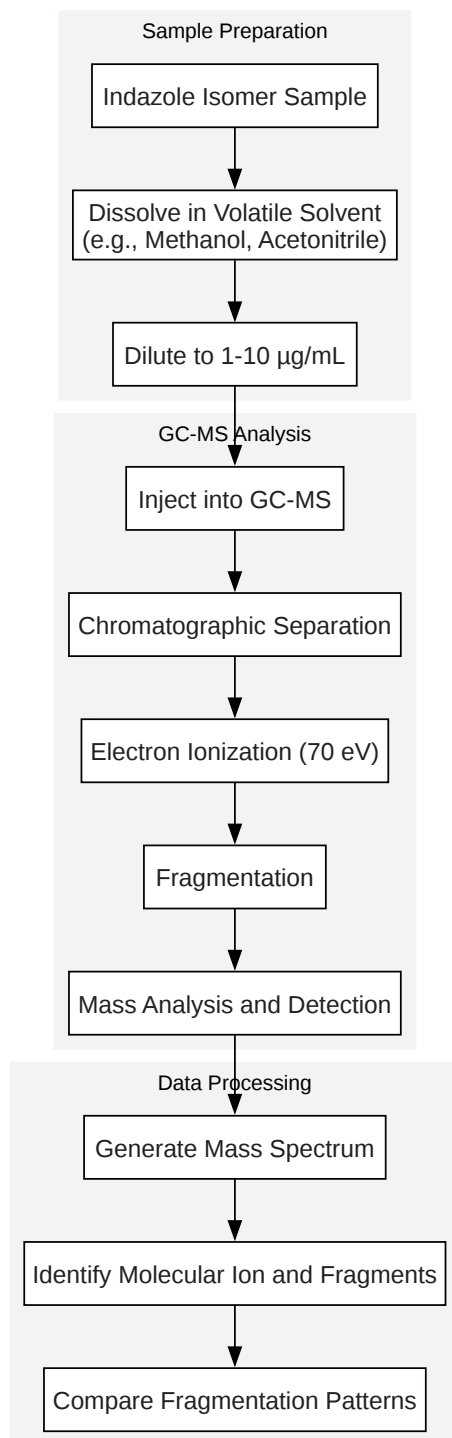 Sample Preparation
Indazole Isomer Sample
Dissolve in Volatile Solvent
(e.g., Methanol, Acetonitrile)
Dilute to 1-10 µg/mL
GC-MS Analysis
Inject into GC-MS
Chromatographic Separation
Electron Ionization (70 eV)
Fragmentation
Mass Analysis and Detection
Data Processing
Generate Mass Spectrum
Identify Molecular Ion and Fragments
Compare Fragmentation Patterns